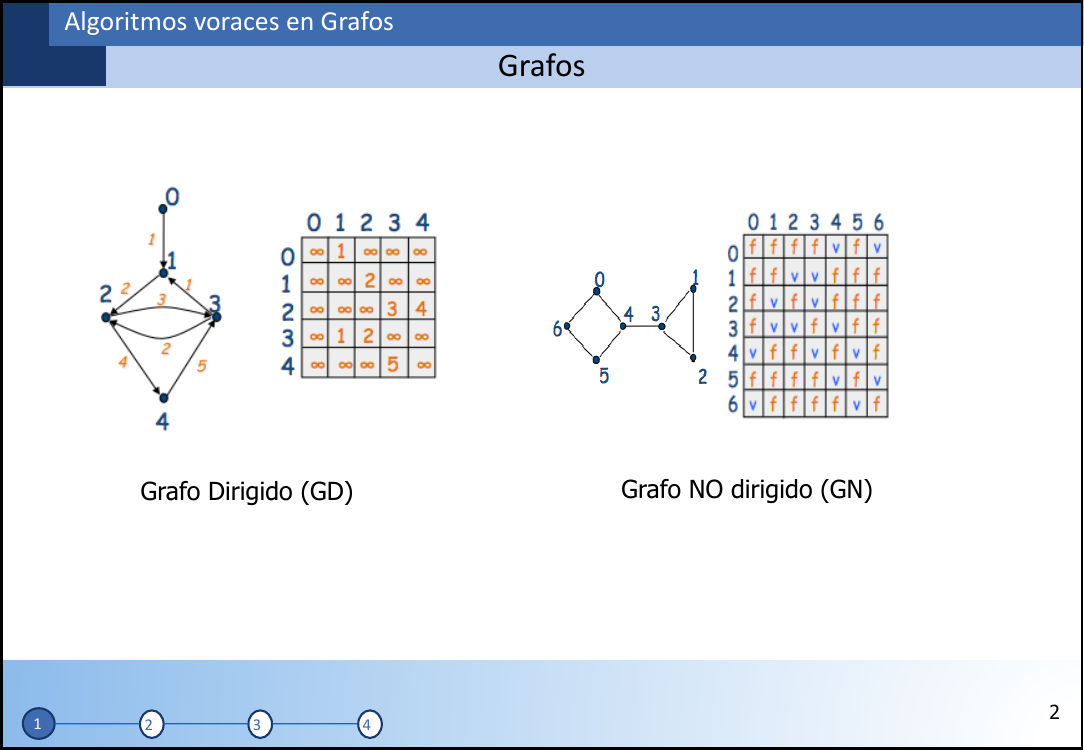 Algoritmos voraces en Grafos
Grafos
0
1
1
2
2
1
3
3
2
4
5
4
0 1 2 3 4
0 ∞ 1 ∞ ∞ ∞
1 ∞ ∞ 2 ∞ ∞
2 ∞ ∞ ∞ 3 4
3 ∞ 1 2 ∞ ∞
4 ∞ ∞ ∞ 5 ∞
0
1
4
3
6
5
2
0 1 2 3 4 5 6
0 f f f f v f v
1 f f v v f f f
2 f v f v f f f
3 f v v f v f f
4 v f f v f v f
5 f f f f v f v
6 v f f f f v f
Grafo Dirigido (GD)
Grafo NO dirigido (GN)
1
2
3
4
2